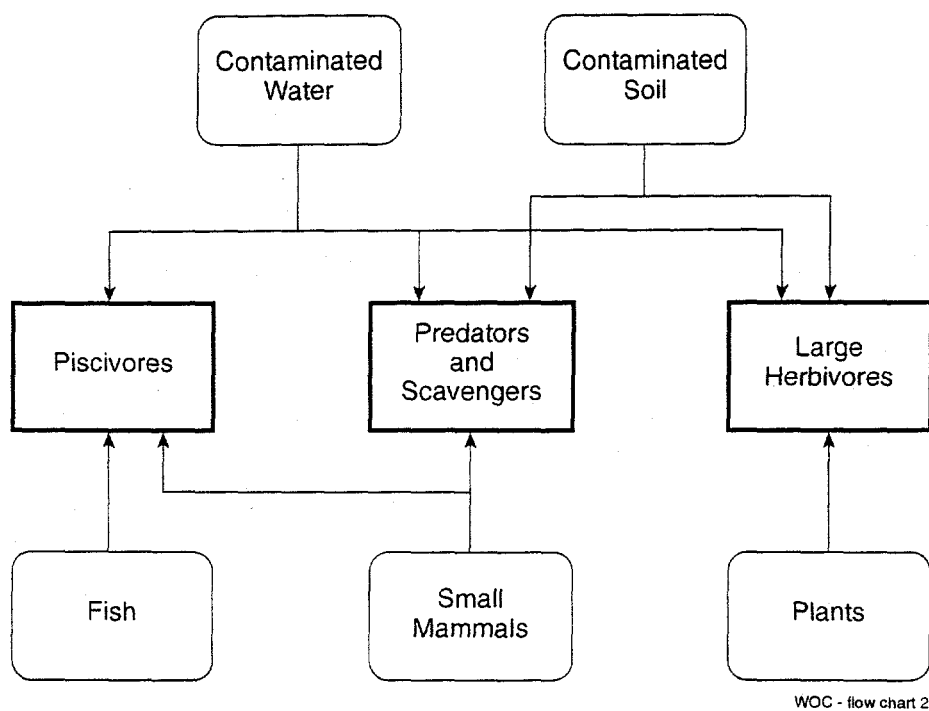 Contaminated
Water
Contaminated
Soil
Piscivores
Predators
and
Scavengers
Large
Herbivores
Fish
Small
Mammals
Plants
WOC - flow chart 2